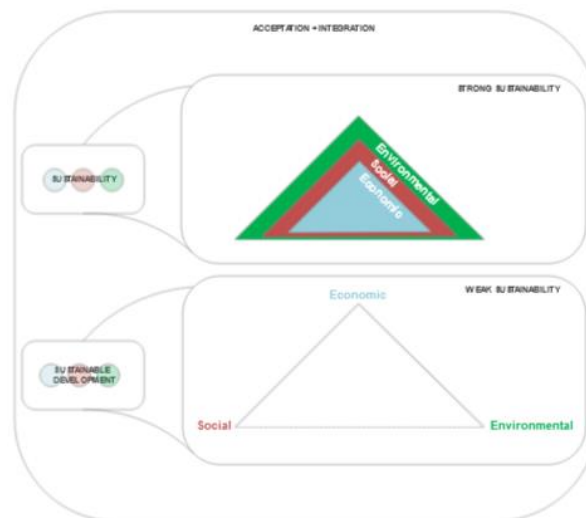 ACCEPTATION + INTEGRATION
STRONG SUSTAINABILITY
Environmental
Social
Economic
SUSTAINABILITY
WEAK SUSTAINABILITY
Economic
SUSTAINABLE
DEVELOPMENT
Social
Environmental